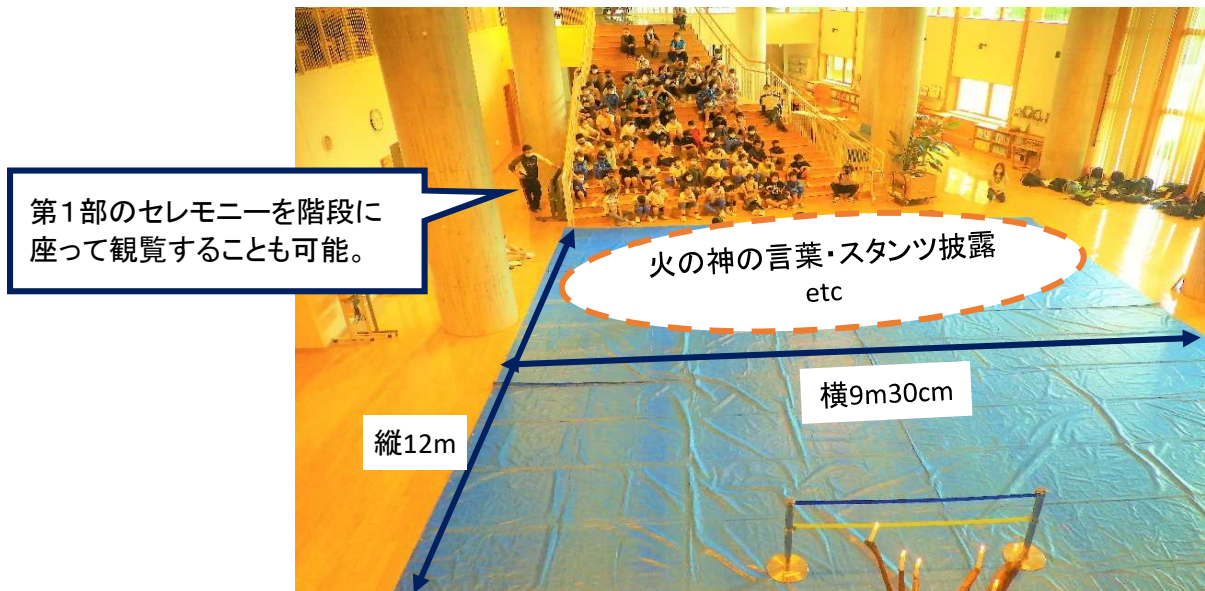 第１部のセレモニーを階段に
座って観覧することも可能。
火の神の言葉・スタンツ披露
etc
横9m30cm
縦12m